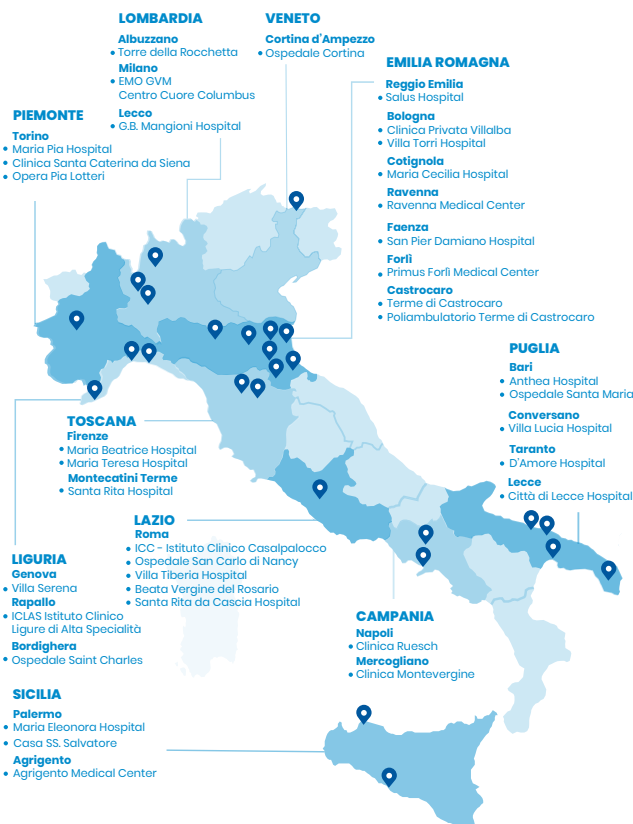 LOMBARDIA
Albuzzano
• Torre della Rocchetta
Milano
• EMO GVM
Centro Cuore Columbus
Lecco
• G.B. Mangioni Hospital
VENETO
Cortina d'Ampezzo
• Ospedale Cortina
EMILIA ROMAGNA
Reggio Emilia
• Salus Hospital
Bologna
• Clinica Privata Villalba
• Villa Torri Hospital
Cotignola
• Maria Cecilia Hospital
Ravenna
• Ravenna Medical Center
Faenza
• San Pier Damiano Hospital
Forlì
• Primus Forlì Medical Center
Castrocaro
• Terme di Castrocaro
• Poliambulatorio Terme di Castrocaro
PIEMONTE
Torino
• Maria Pia Hospital
• Clinica Santa Caterina da Siena
• Opera Pia Lotteri
PUGLIA
Bari
• Anthea Hospital
• Ospedale Santa Maria
Conversano
• Villa Lucia Hospital
Taranto
• D'Amore Hospital
Lecce
• Città di Lecce Hospital
TOSCANA
Firenze
• Maria Beatrice Hospital
• Maria Teresa Hospital
Montecatini Terme
• Santa Rita Hospital
LAZIO
Roma
• ICC - Istituto Clinico Casalpalocco
• Ospedale San Carlo di Nancy
• Villa Tiberia Hospital
• Beata Vergine del Rosario
• Santa Rita da Cascia Hospital
LIGURIA
Genova
• Villa Serena
Rapallo
• ICLAS Istituto Clinico
Ligure di Alta Specialità
Bordighera
• Ospedale Saint Charles
CAMPANIA
Napoli
• Clinica Ruesch
Mercogliano
• Clinica Montevergine
SICILIA
Palermo
• Maria Eleonora Hospital
• Casa SS. Salvatore
Agrigento
• Agrigento Medical Center